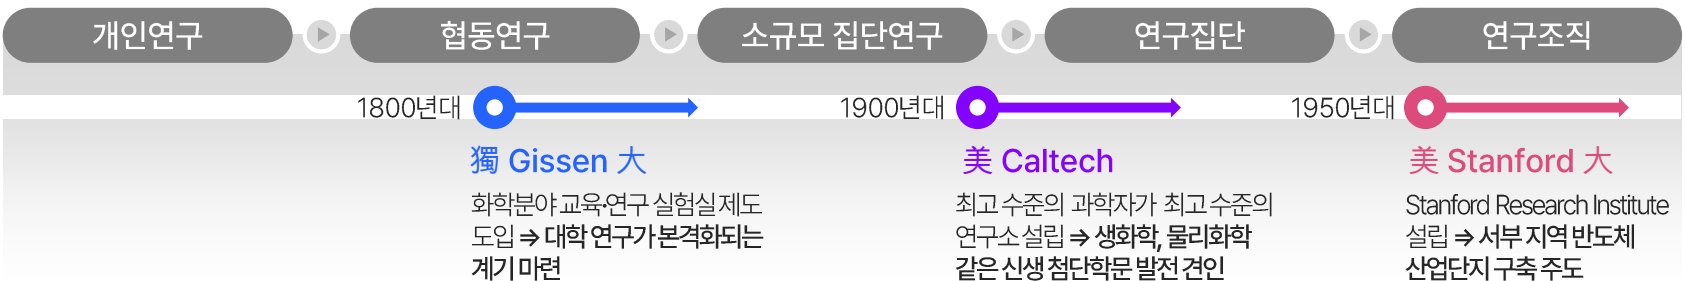 개인연구
협동연구
소규모 집단연구
연구집단
연구조직
1800년대
獨 Gissen 大
화학분야 교육·연구 실험실 제도
도입 ➔ 대학 연구가 본격화되는
계기 마련
1900년대
美 Caltech
최고 수준의 과학자가 최고 수준의
연구소 설립 ➔ 생화학, 물리화학
같은 신생 첨단학문 발전 견인
1950년대
美 Stanford 大
Stanford Research Institute
설립 ➔ 서부 지역 반도체
산업단지 구축 주도